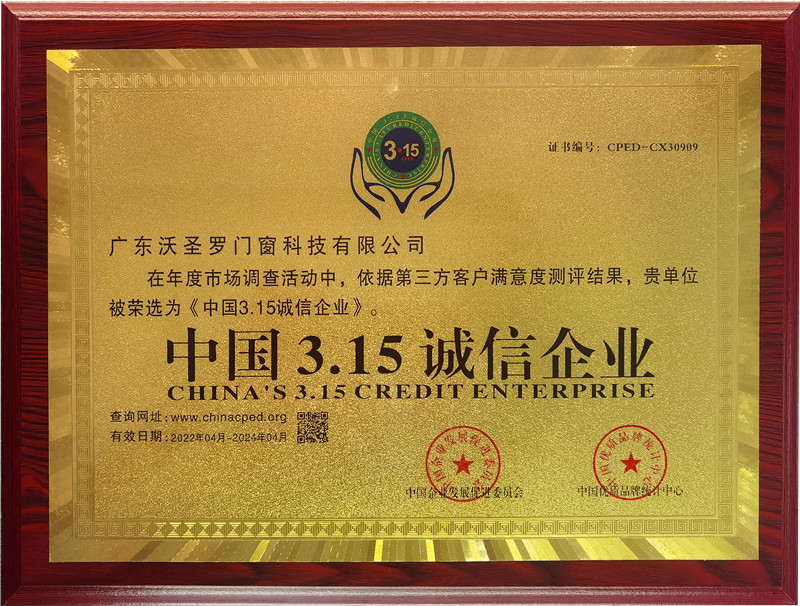 3·15
证书编号：CPED-CX30909
广东沃圣罗门窗科技有限公司
在年度市场调查活动中，依据第三方客户满意度测评结果，贵单位
被荣选为《中国3.15诚信企业》。
中国 3.15 诚信企业
CHINA'S 3.15 CREDIT ENTERPRISE
查询网址：www.chinacped.org
有效日期：2022年04月-2024年04月
中国企业发展促进委员会
中国优质品牌统计中心